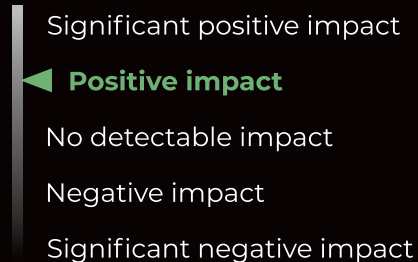 Significant positive impact
Positive impact
No detectable impact
Negative impact
Significant negative impact